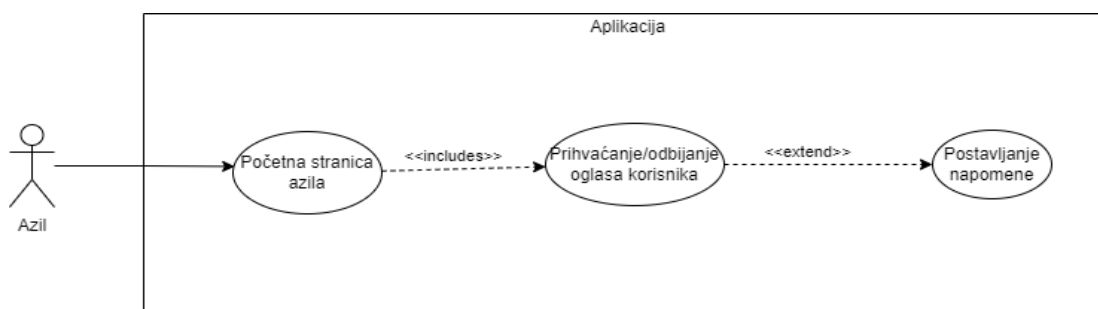 Aplikacija
Početna stranica
azila
<<includes>>
Prihvaćanje/odbijanje
oglasa korisnika
<<extend>>
Postavljanje
napomene
Azil